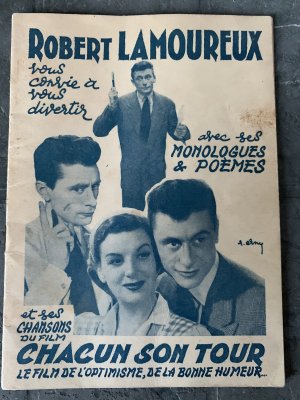 ROBERT LAMOUREUX
vous
convie à
vous
divertir
avec ses
MONOLOGUES
& POÈMES
et ses
CHANSONS
DU FILM
CHACUN SON TOUR
LE FILM DE L'OPTIMISME, DE LA BONNE HUMEUR...